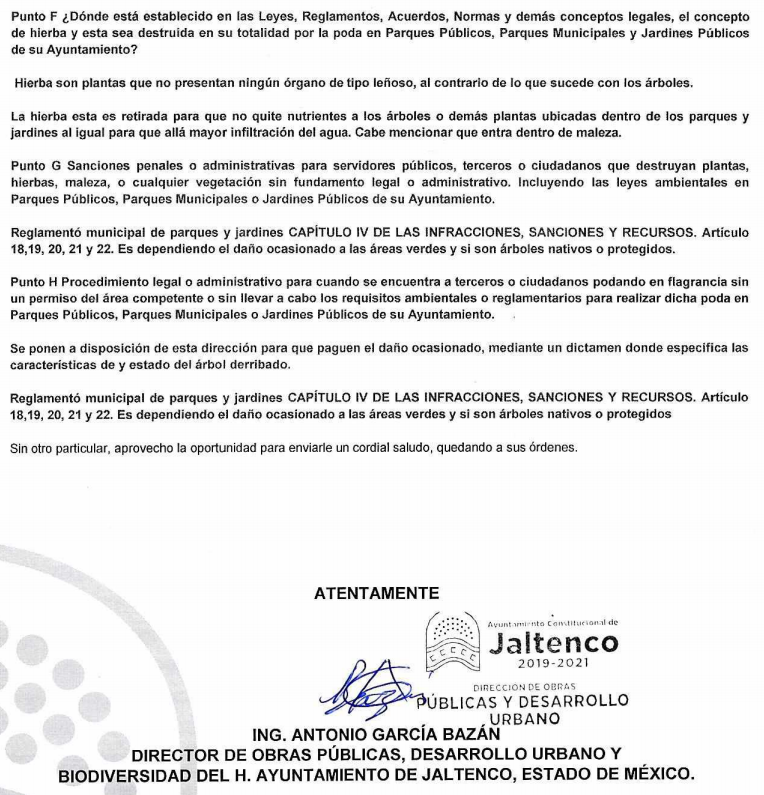 Punto F ¿Dónde está establecido en las Leyes, Reglamentos, Acuerdos, Normas y demás conceptos legales, el concepto
de hierba y esta sea destruida en su totalidad por la poda en Parques Públicos, Parques Municipales y Jardines Públicos
de su Ayuntamiento?
Hierba son plantas que no presentan ningún órgano de tipo leñoso, al contrario de lo que sucede con los árboles.
La hierba esta es retirada para que no quite nutrientes a los árboles o demás plantas ubicadas dentro de los parques y
jardines al igual para que allá mayor infiltración del agua. Cabe mencionar que entra dentro de maleza.
Punto G Sanciones penales o administrativas para servidores públicos, terceros o ciudadanos que destruyan plantas,
hierbas, maleza, o cualquier vegetación sin fundamento legal o administrativo. Incluyendo las leyes ambientales en
Parques Públicos, Parques Municipales o Jardines Públicos de su Ayuntamiento.
Reglamentó municipal de parques y jardines CAPÍTULO IV DE LAS INFRACCIONES, SANCIONES Y RECURSOS. Artículo
18,19, 20, 21 y 22. Es dependiendo el daño ocasionado a las áreas verdes y si son árboles nativos o protegidos.
Punto H Procedimiento legal o administrativo para cuando se encuentra a terceros o ciudadanos podando en flagrancia sin
un permiso del área competente o sin llevar a cabo los requisitos ambientales o reglamentarios para realizar dicha poda en
Parques Públicos, Parques Municipales o Jardines Públicos de su Ayuntamiento.
Se ponen a disposición de esta dirección para que paguen el daño ocasionado, mediante un dictamen donde especifica las
características de y estado del árbol derribado.
Reglamentó municipal de parques y jardines CAPÍTULO IV DE LAS INFRACCIONES, SANCIONES Y RECURSOS. Artículo
18,19, 20, 21 y 22. Es dependiendo el daño ocasionado a las áreas verdes y si son árboles nativos o protegidos
Sin otro particular, aprovecho la oportunidad para enviarle un cordial saludo, quedando a sus órdenes.
ATENTAMENTE
Ayuntamiento Constitucional de
Jaltenco
2019-2021
DIRECCIÓN DE OBRAS
PÚBLICAS Y DESARROLLO
URBANO
ING. ANTONIO GARCÍA BAZÁN
DIRECTOR DE OBRAS PÚBLICAS, DESARROLLO URBANO Y
BIODIVERSIDAD DEL H. AYUNTAMIENTO DE JALTENCO, ESTADO DE MÉXICO.